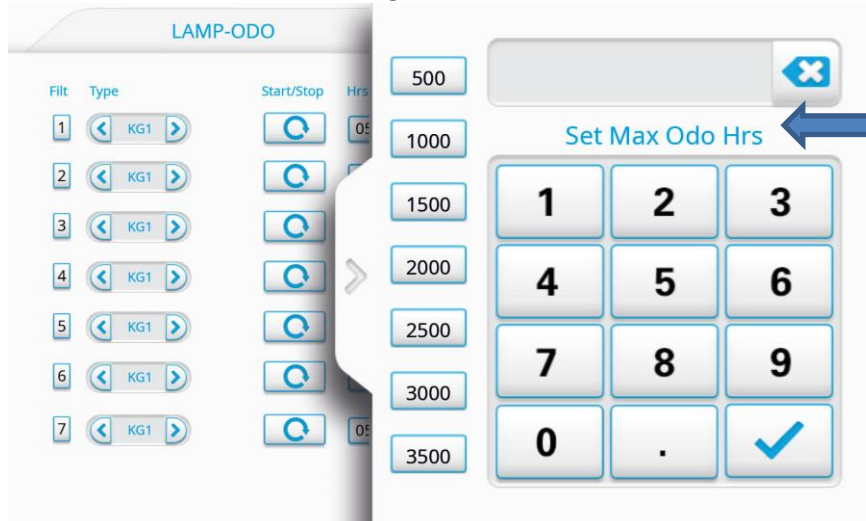 LAMP-ODO
Filt Type Start/Stop Hrs
1 KG1 05
2 KG1
3 KG1
4 KG1
5 KG1
6 KG1
7 KG1 05
500
1000
1500
2000
2500
3000
3500
Set Max Odo Hrs
1 2 3
4 5 6
7 8 9
0 .